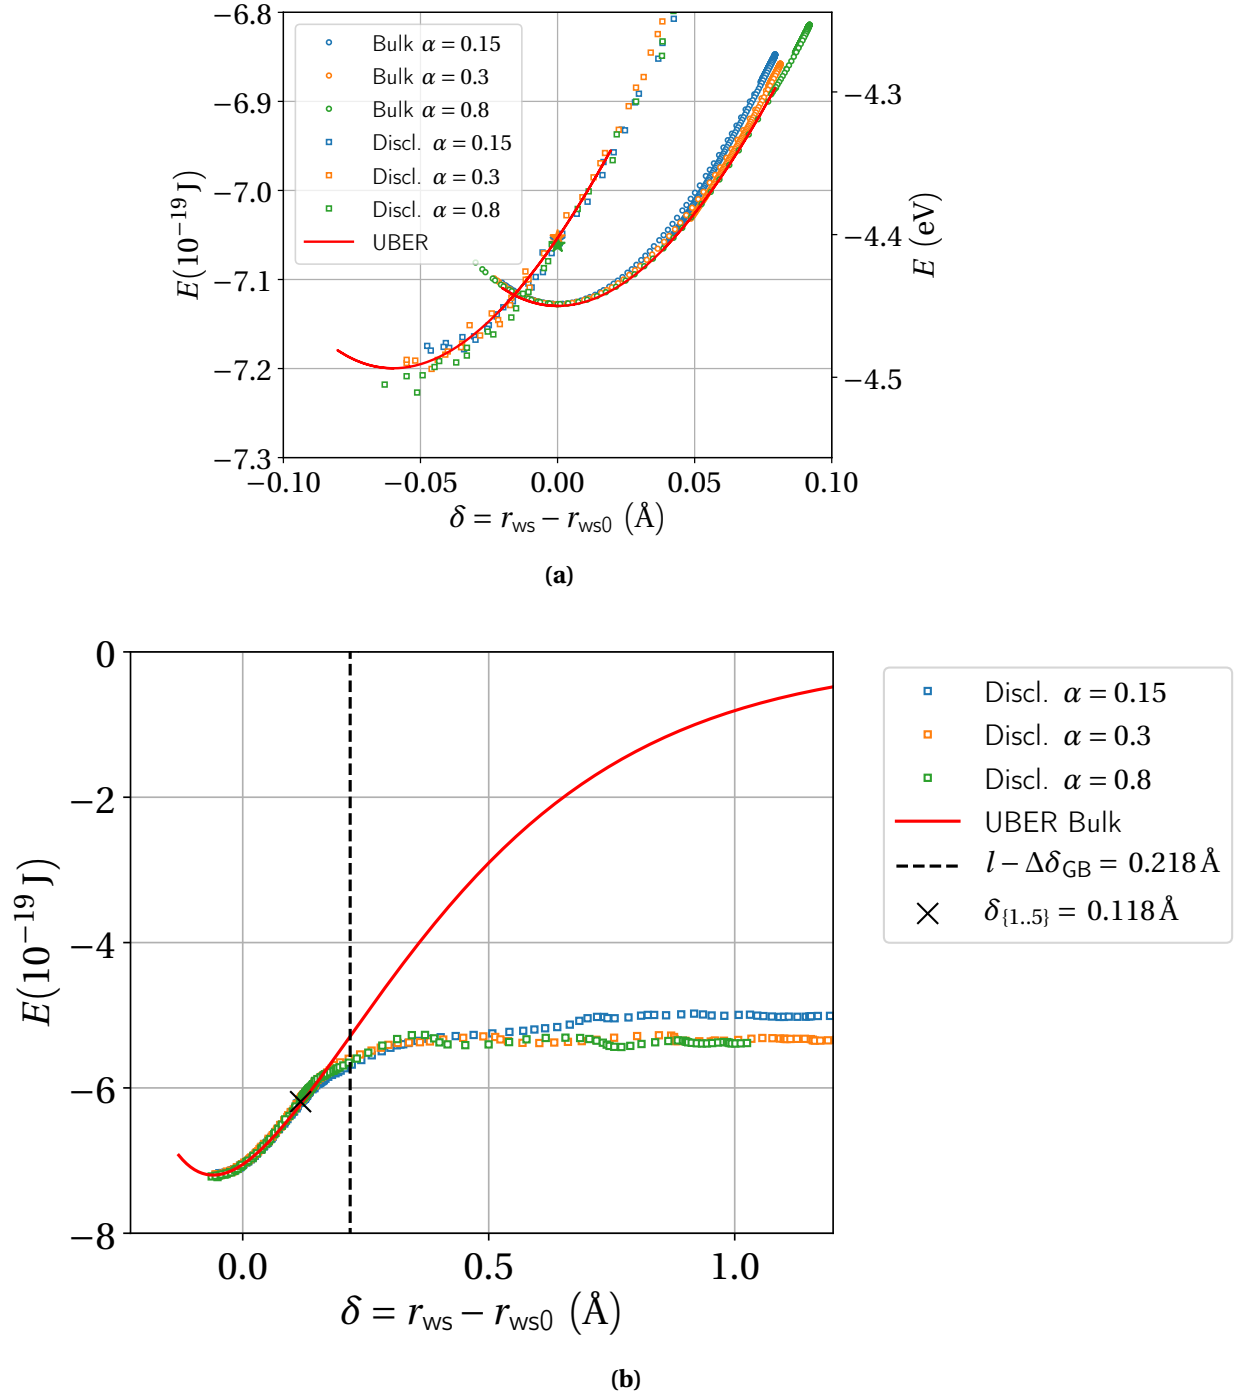 −6.8
−6.9
−7.0
−7.1
−7.2
−7.3
E(10⁻¹⁹ J)
Bulk α = 0.15
Bulk α = 0.3
Bulk α = 0.8
Discl. α = 0.15
Discl. α = 0.3
Discl. α = 0.8
UBER
−4.3
−4.4
−4.5
E (eV)
−0.10 −0.05 0.00 0.05 0.10
δ = r_ws − r_ws0 (Å)
(a)
0
−2
−4
−6
−8
E(10⁻¹⁹ J)
Discl. α = 0.15
Discl. α = 0.3
Discl. α = 0.8
UBER Bulk
l − Δδ_GB = 0.218 Å
δ_{1..5} = 0.118 Å
0.0 0.5 1.0
δ = r_ws − r_ws0 (Å)
(b)